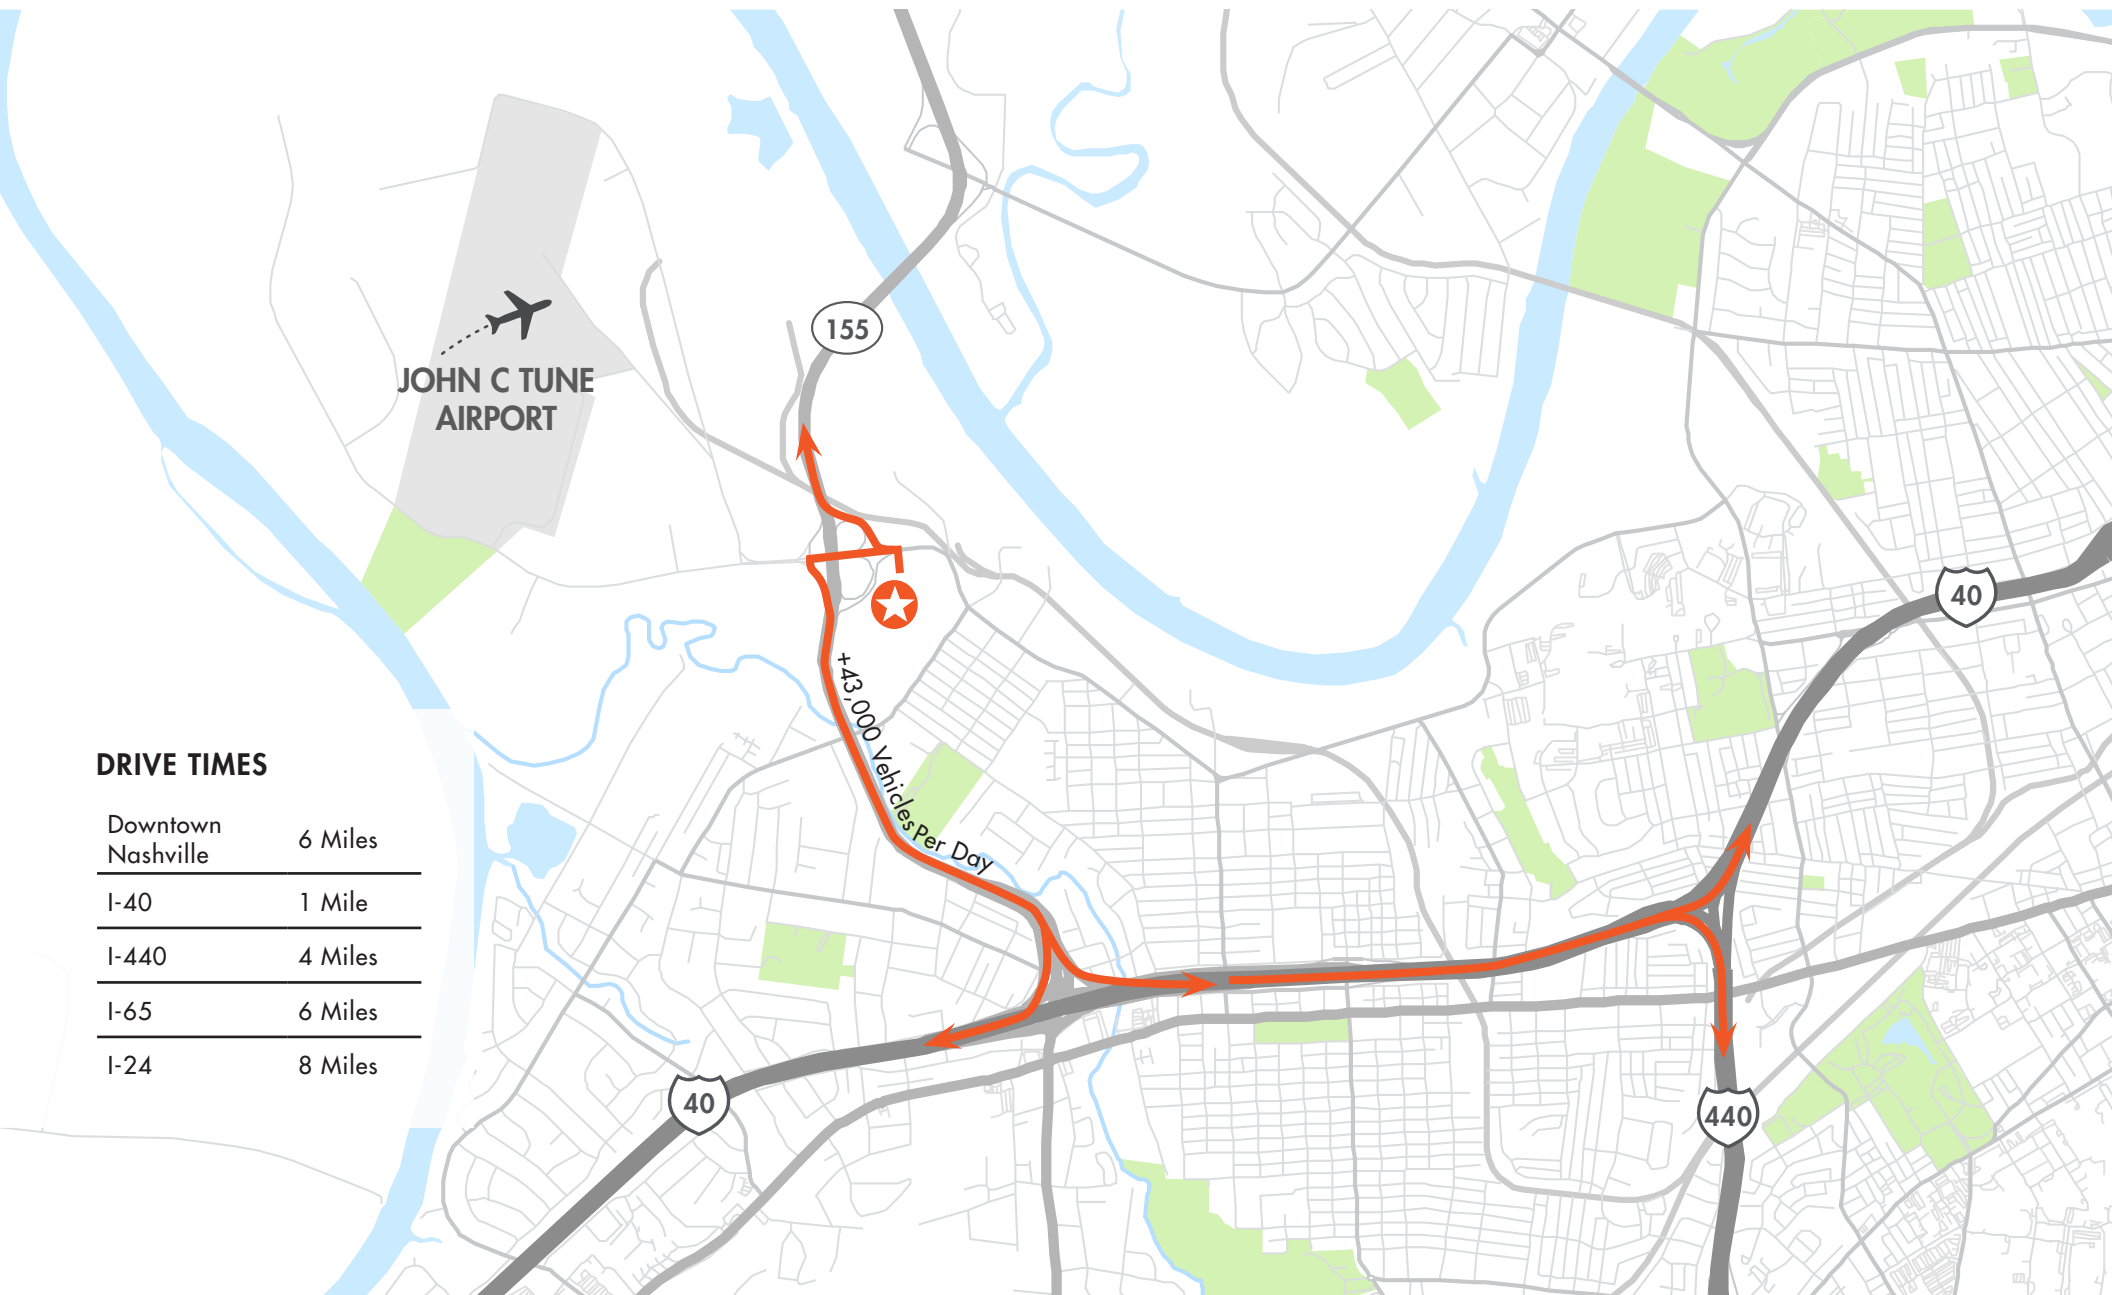 155
JOHN C TUNE
AIRPORT
40
+43,000 Vehicles Per Day
DRIVE TIMES
Downtown
Nashville
6 Miles
I-40 1 Mile
I-440 4 Miles
I-65 6 Miles
I-24 8 Miles
40
440